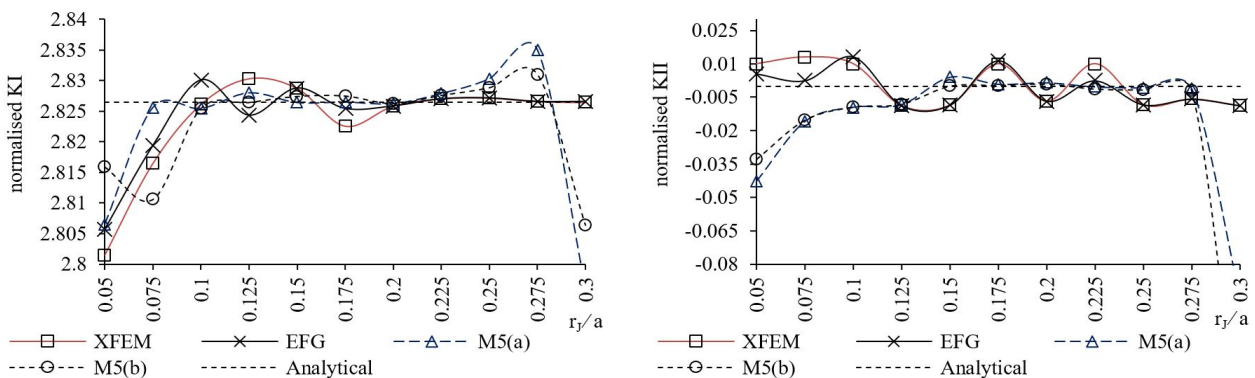 2.84
2.835
2.83
2.825
2.82
2.815
2.81
2.805
2.8
normalised KI
0.05 0.075 0.1 0.125 0.15 0.175 0.2 0.225 0.25 0.275 0.3
rJ/a
XFEM EFG M5(a)
M5(b) Analytical
0.025
0.01
-0.005
-0.02
-0.035
-0.05
-0.065
-0.08
normalised KII
0.05 0.075 0.1 0.125 0.15 0.175 0.2 0.225 0.25 0.275 0.3
rJ/a
XFEM EFG M5(a)
M5(b) Analytical